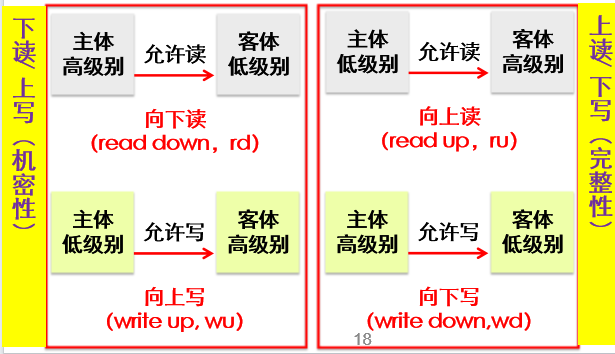 下读/上写（机密性）
主体
高级别
允许读
客体
低级别
向下读
(read down，rd)
主体
低级别
允许写
客体
高级别
向上写
(write up, wu)
主体
低级别
允许读
客体
高级别
向上读
(read up，ru)
主体
高级别
允许写
客体
低级别
向下写
(write down,wd)
18
上读/下写（完整性）